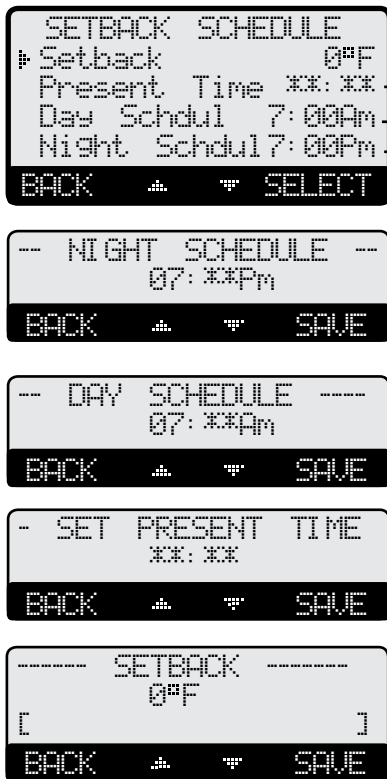 SETBACK SCHEDULE
Setback 0°F
Present Time **:**
Day Schdul 7:00Am
Night Schdul 7:00Pm
BACK SELECT
-- NIGHT SCHEDULE --
07:**Pm
BACK SAVE
-- DAY SCHEDULE ----
07:**Am
BACK SAVE
- SET PRESENT TIME
**:**
BACK SAVE
------ SETBACK -------
0°F
[ ]
BACK SAVE